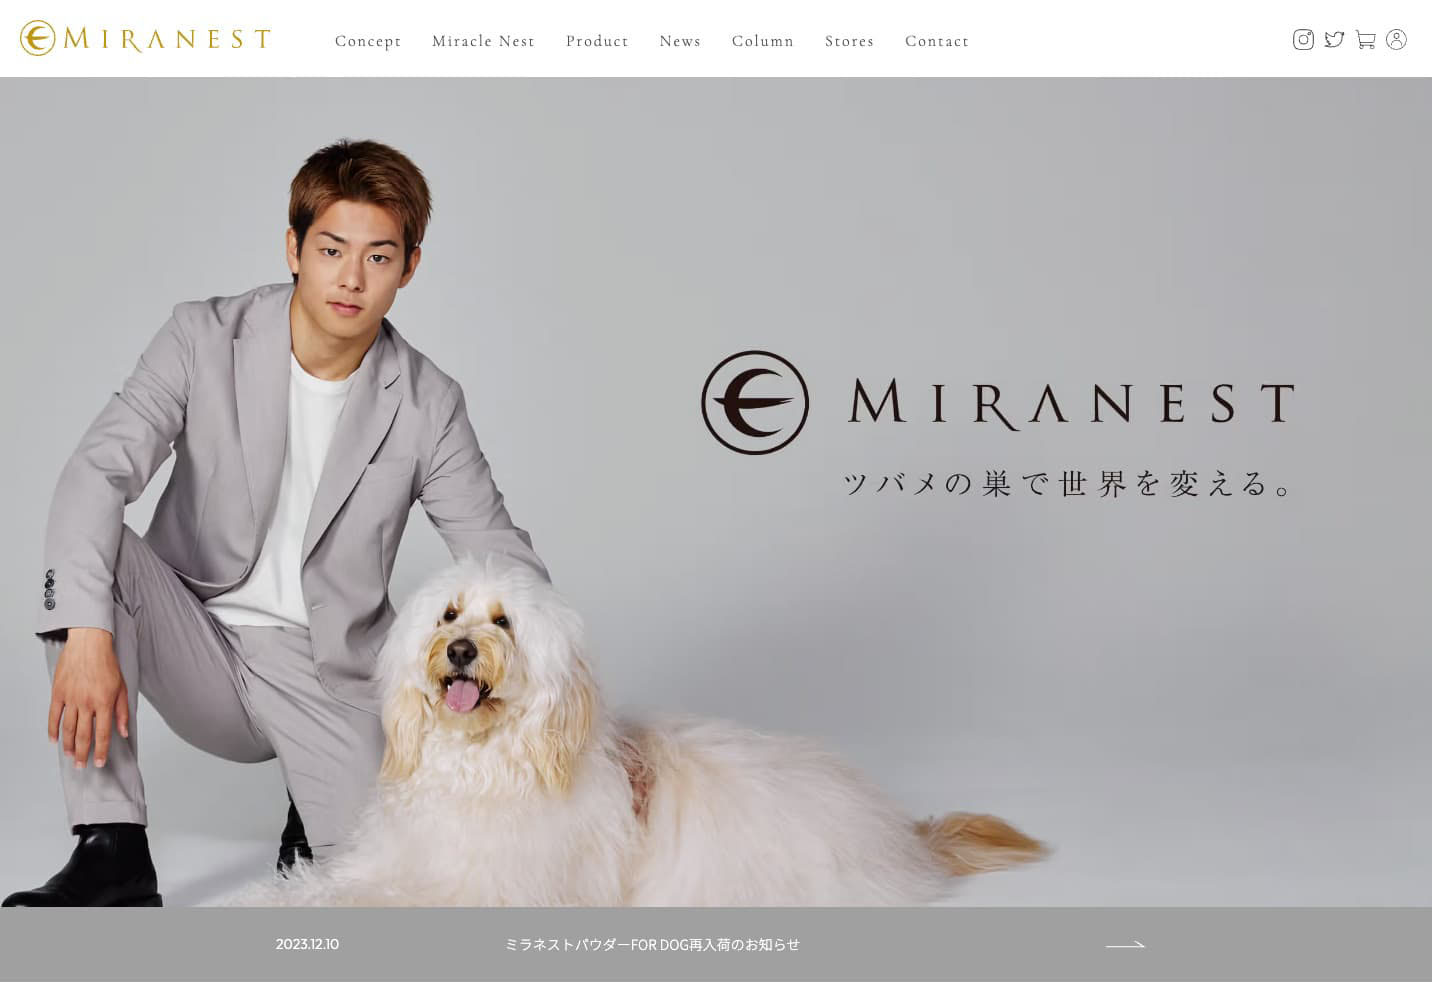 MIRANEST
Concept
Miracle Nest
Product
News
Column
Stores
Contact
MIRANEST
ツバメの巣で世界を変える。
2023.12.10
ミラネストパウダーFOR DOG再入荷のお知らせ